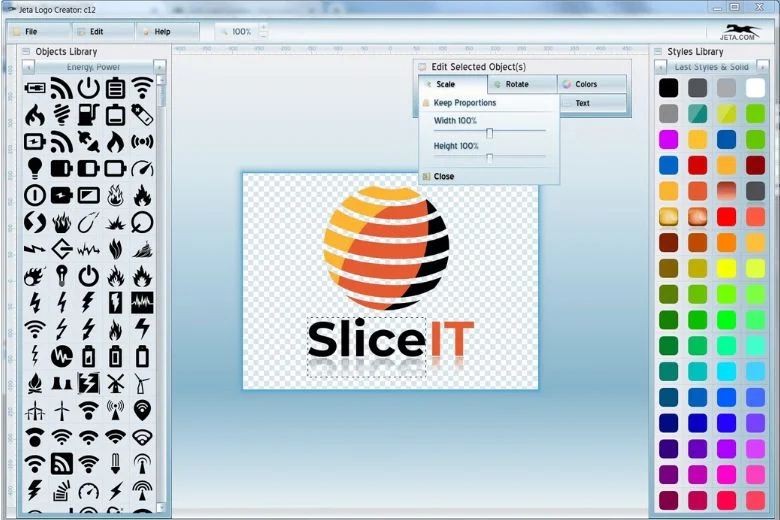 Jeta Logo Creator: c12
File
Edit
Help
100%
JETA.COM
Objects Library
Energy, Power
Edit Selected Object(s)
Scale
Rotate
Colors
Keep Proportions
Text
Width 100%
Height 100%
Close
Styles Library
Last Styles & Solid
SliceIT